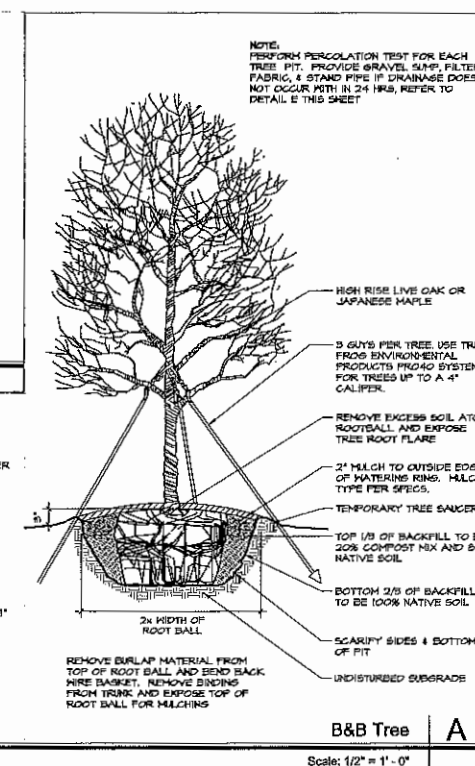 NOTE:
PERFORM PERCOLATION TEST FOR EACH
TREE PIT. PROVIDE GRAVEL SUMP, FILTE
FABRIC, & STAND PIPE IF DRAINAGE DOES
NOT OCCUR WITH IN 24 HRS, REFER TO
DETAIL E THIS SHEET
HIGH RISE LIVE OAK OR
JAPANESE MAPLE
3 GUYS PER TREE. USE TR
FROG ENVIRONMENTAL
PRODUCTS PRO40 SYSTEM
FOR TREES UP TO A 4"
CALIPER.
REMOVE EXCESS SOIL ATO
ROOTBALL AND EXPOSE
TREE ROOT FLARE
ER
2" MULCH TO OUTSIDE EDG
OF WATERING RING. MULC
TYPE PER SPECS.
TEMPORARY TREE SAUCER
TOP 1/3 OF BACKFILL TO B
20% COMPOST MIX AND 8
NATIVE SOIL
BOTTOM 2/3 OF BACKFILL
TO BE 100% NATIVE SOIL
2x WIDTH OF
ROOT BALL
SCARIFY SIDES & BOTTOM
OF PIT
REMOVE BURLAP MATERIAL FROM
TOP OF ROOT BALL AND BEND BACK
WIRE BASKET. REMOVE BINDING
FROM TRUNK AND EXPOSE TOP OF
ROOT BALL FOR MULCHING
UNDISTURBED SUBGRADE
B&B Tree A
Scale: 1/2" = 1' - 0"